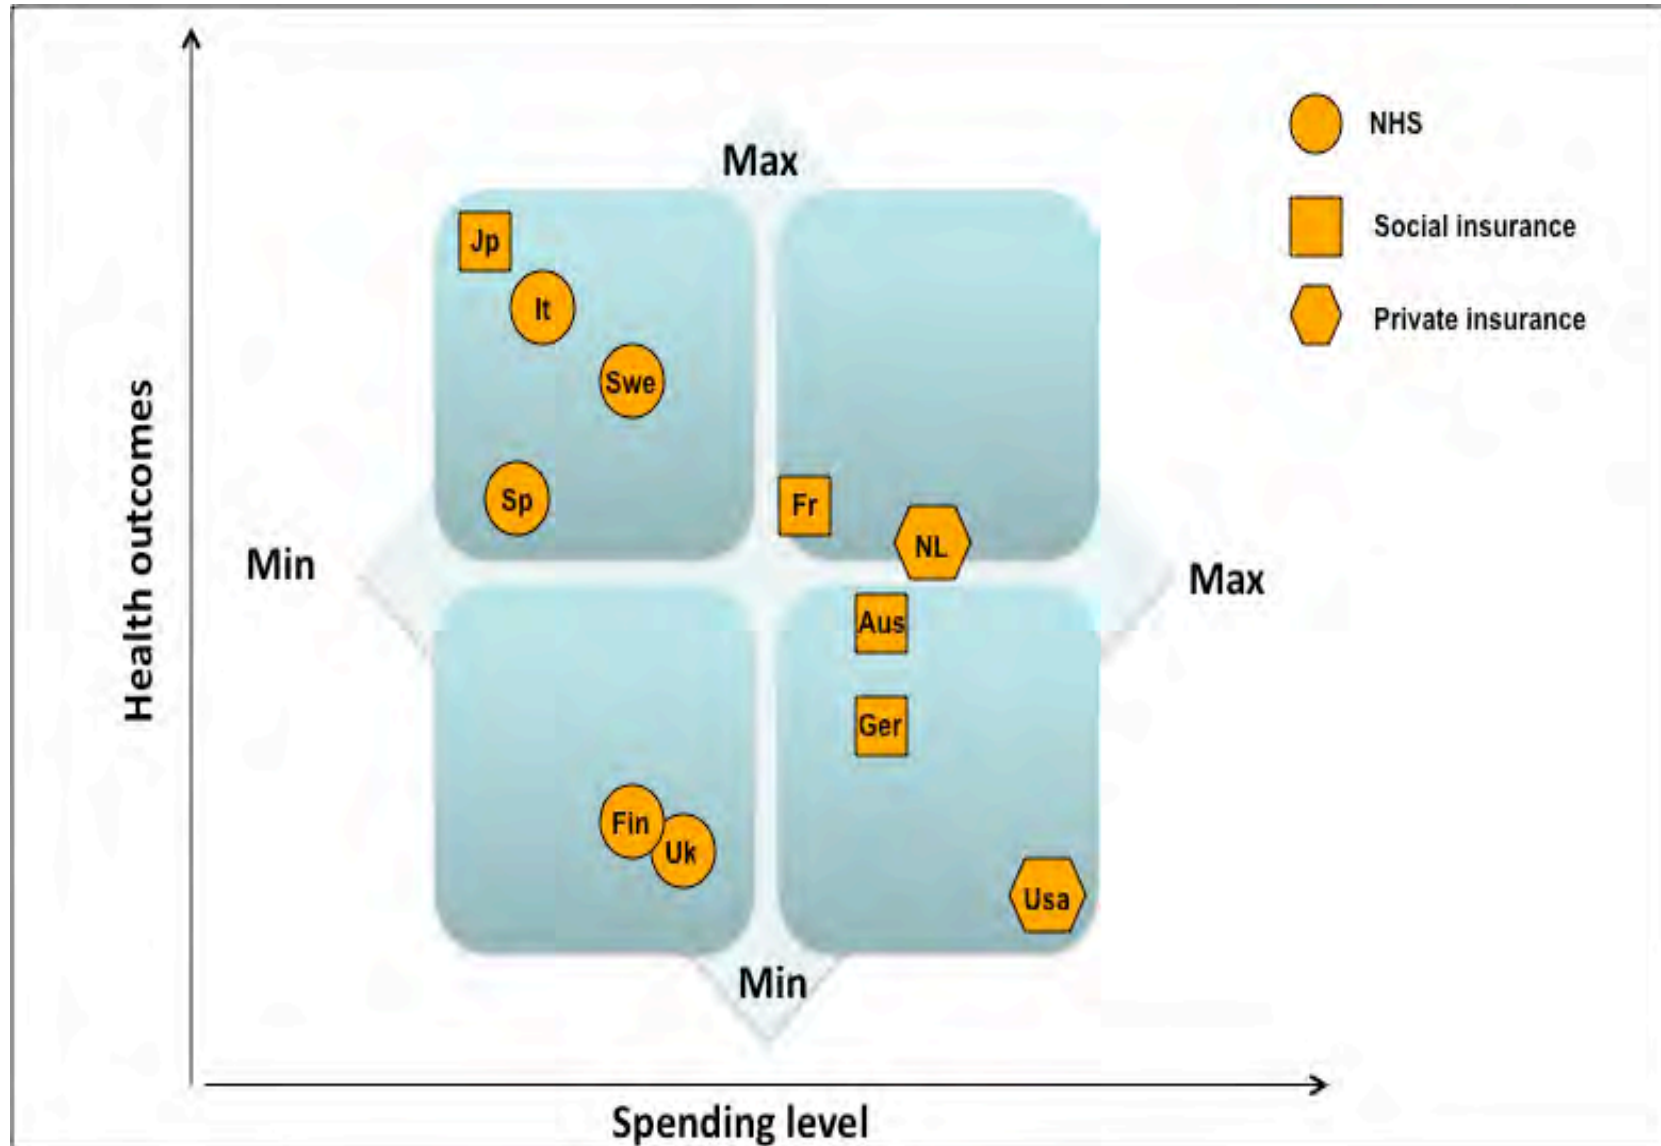 Max
NHS
Jp
Social insurance
It
Private insurance
Swe
Health outcomes
Sp
Fr
NL
Min
Max
Aus
Ger
Fin
Uk
Usa
Min
Spending level